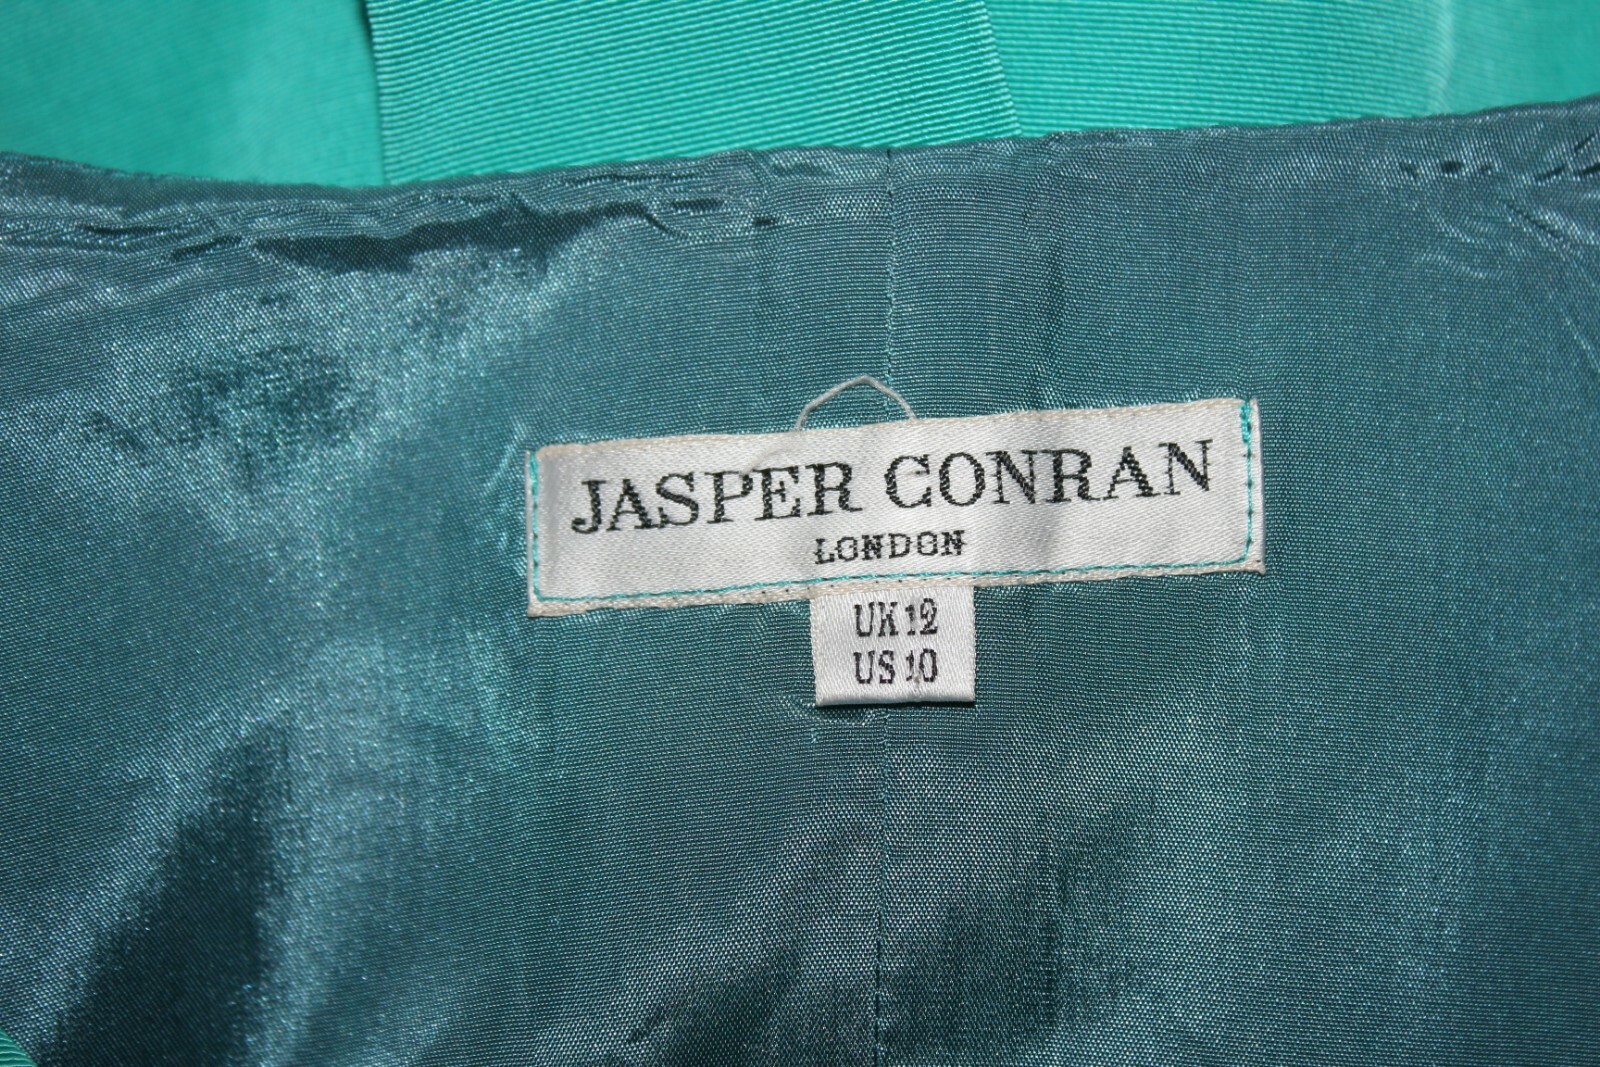 JASPER CONRAN
LONDON
UK 12
US 10